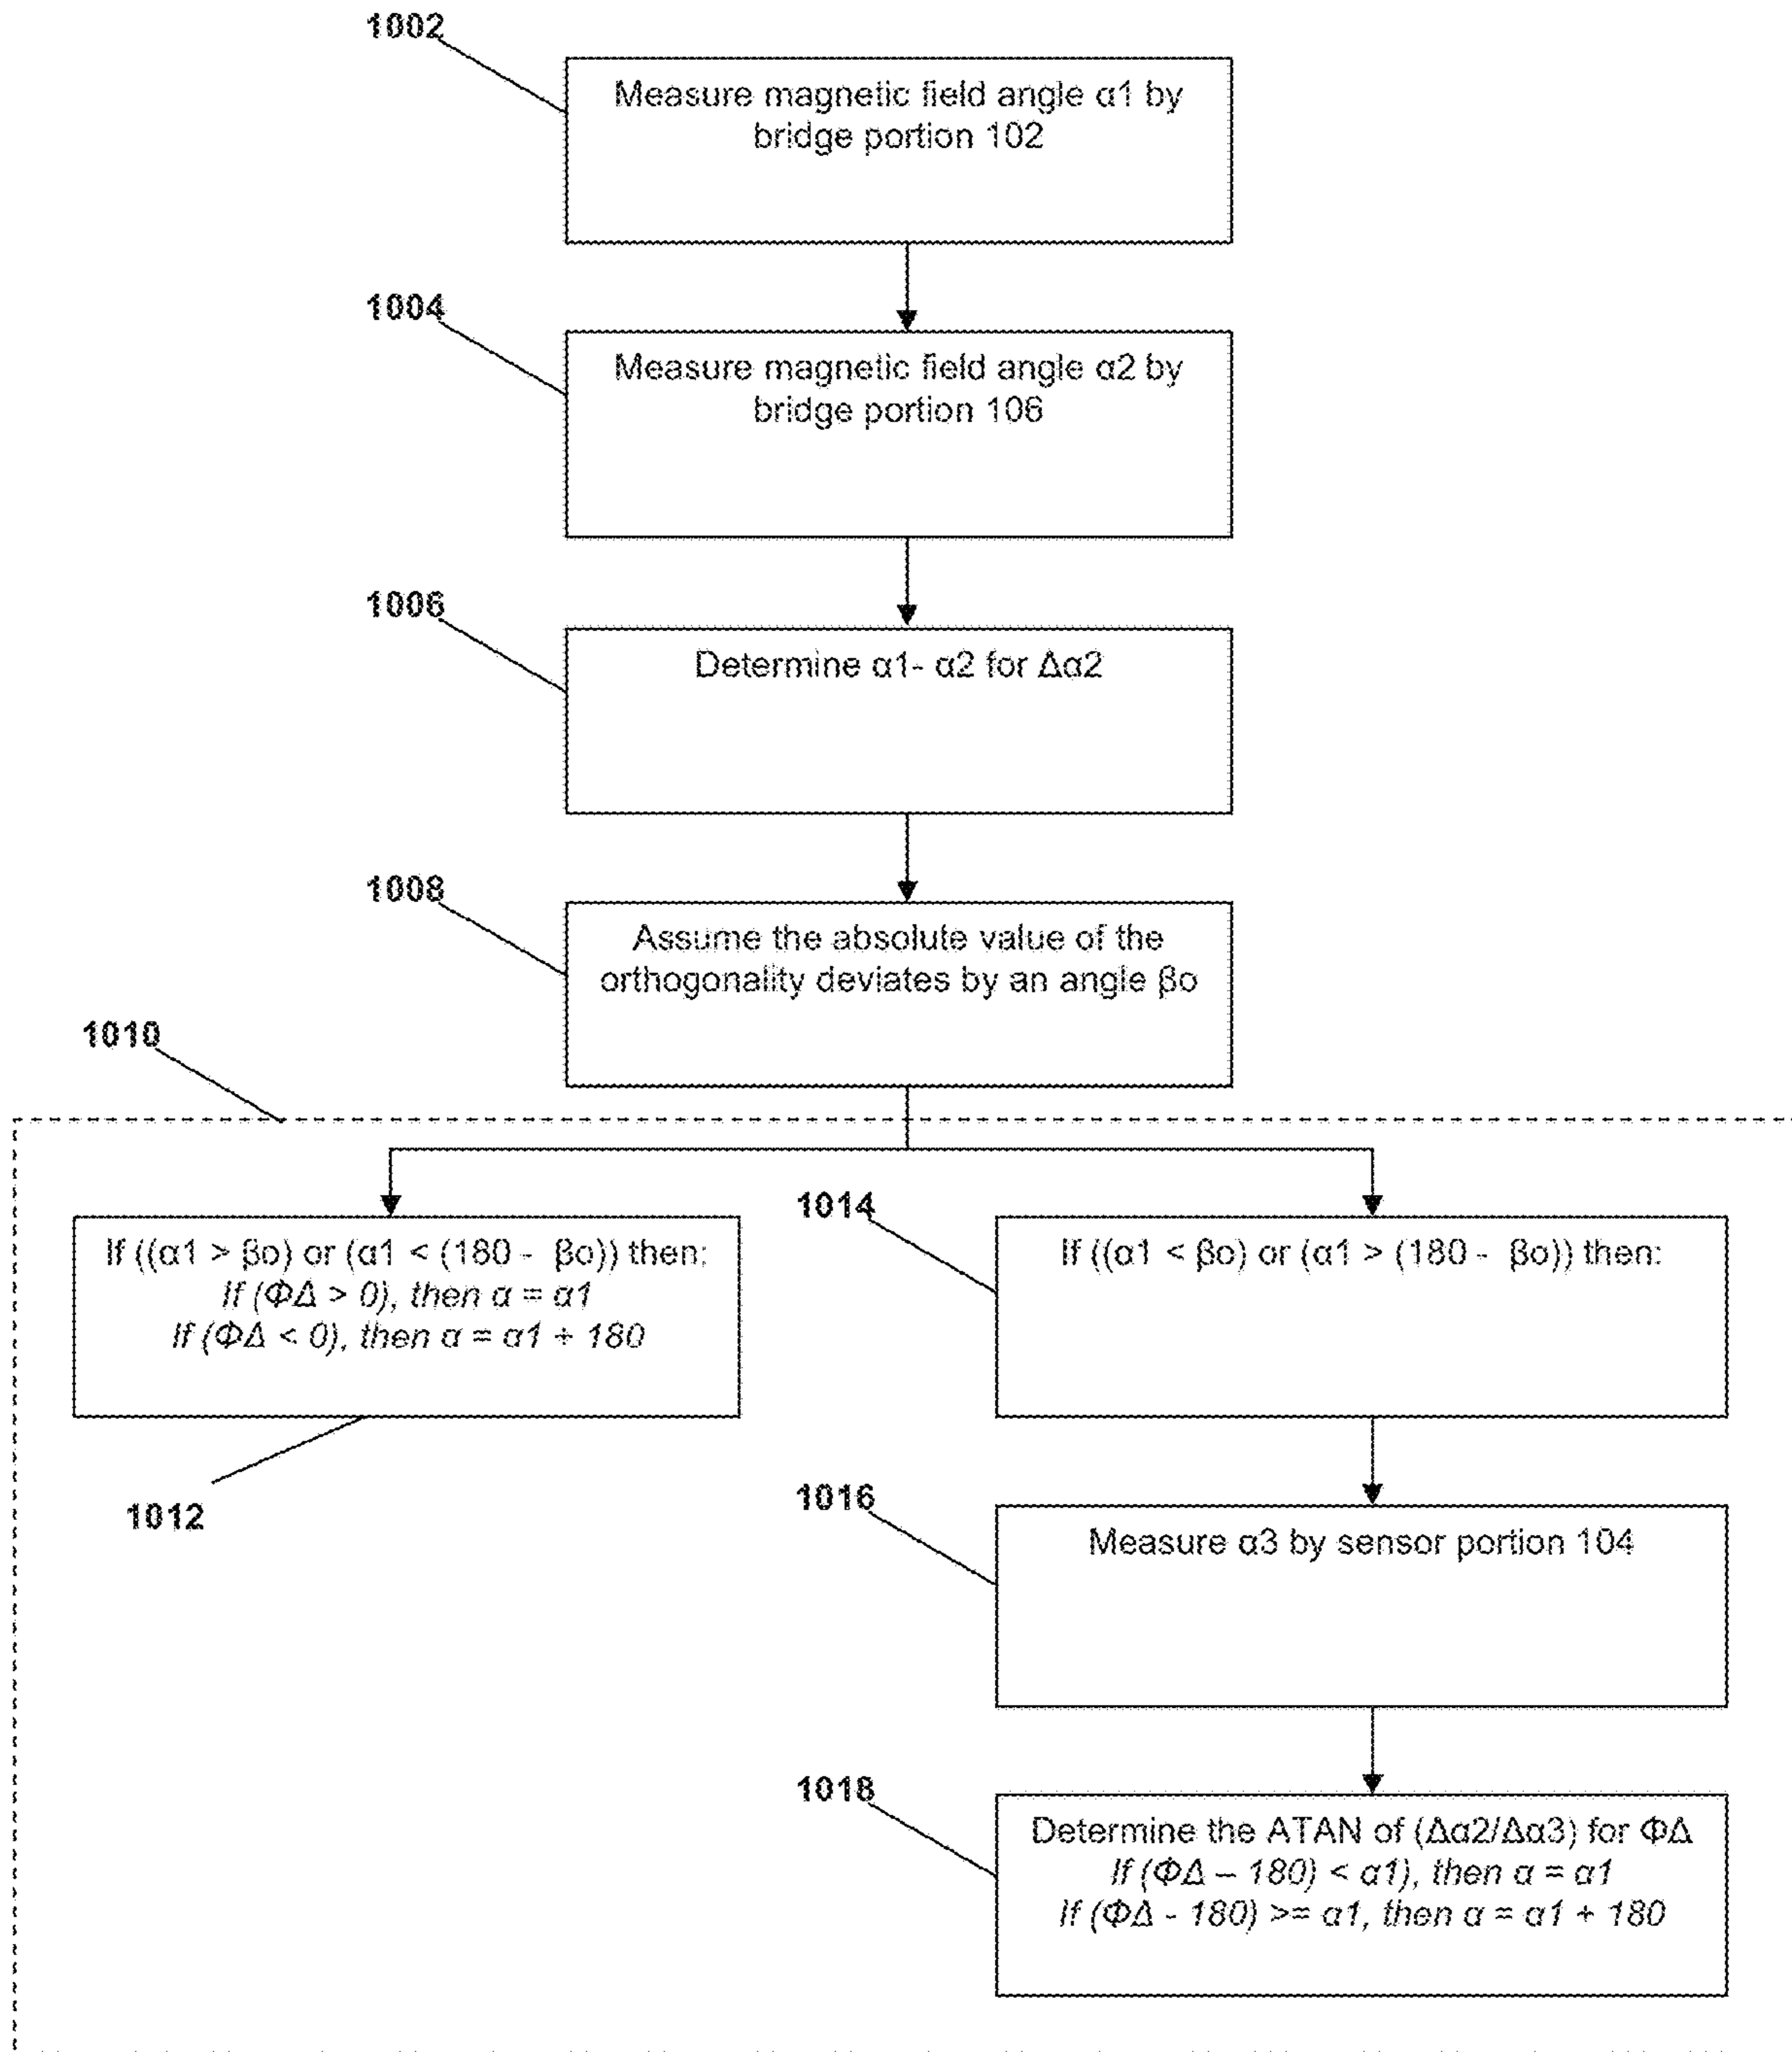 1002
Measure magnetic field angle α1 by
bridge portion 102
1004
Measure magnetic field angle α2 by
bridge portion 106
1006
Determine α1- α2 for Δα2
1008
Assume the absolute value of the
orthogonality deviates by an angle βo
1010
If ((α1 > βo) or (α1 < (180 - βo)) then:
If (ΦΔ > 0), then α = α1
If (ΦΔ < 0), then α = α1 + 180
1012
1014
If ((α1 < βo) or (α1 > (180 - βo)) then:
1016
Measure α3 by sensor portion 104
1018
Determine the ATAN of (Δα2/Δα3) for ΦΔ
If (ΦΔ – 180) < α1), then α = α1
If (ΦΔ - 180) >= α1, then α = α1 + 180